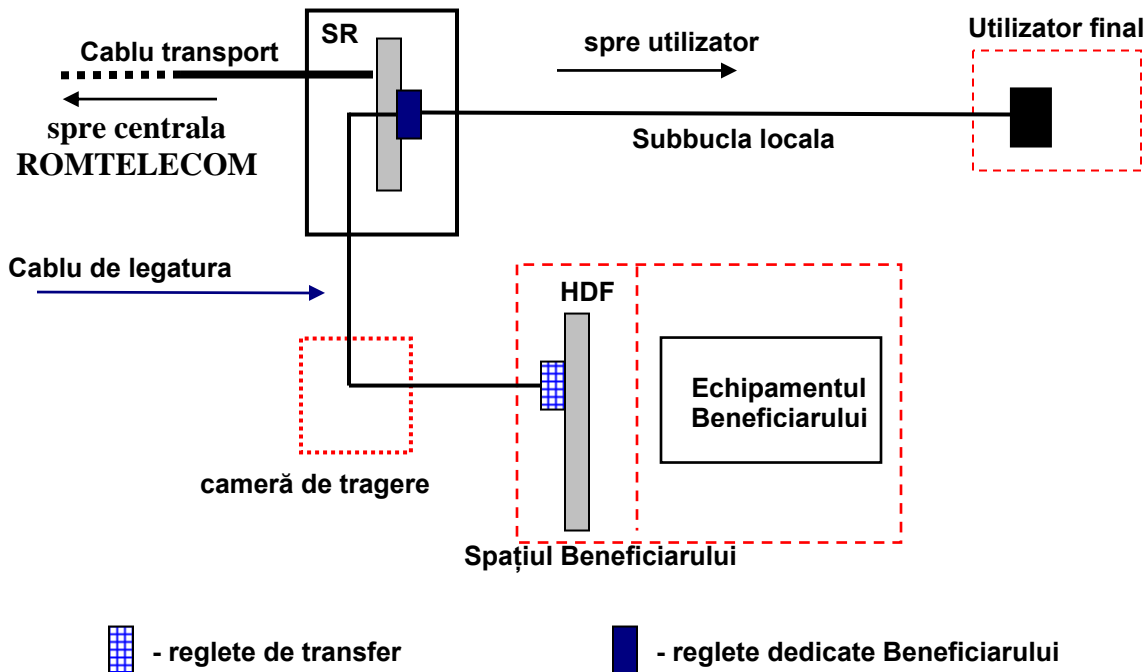 SR
Utilizator final
Cablu transport
spre utilizator
spre centrala
ROMTELECOM
Subbucla locala
Cablu de legatura
HDF
Echipamentul
Beneficiarului
cameră de tragere
Spațiul Beneficiarului
- reglete de transfer
- reglete dedicate Beneficiarului